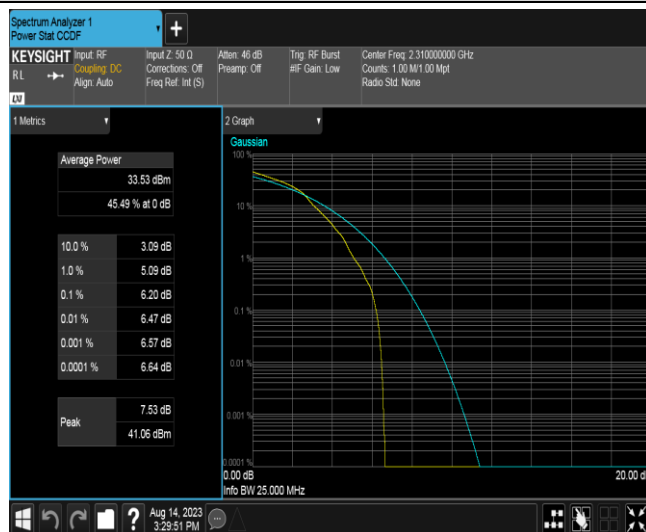 Spectrum Analyzer 1
Power Stat CCDF
KEYSIGHT
RL
Input: RF
Coupling: DC
Align: Auto
Input Z: 50 Ω
Corrections: Off
Freq Ref: Int (S)
Atten: 46 dB
Preamp: Off
Trig: RF Burst
#IF Gain: Low
Center Freq: 2.310000000 GHz
Counts: 1.00 M/1.00 Mpt
Radio Std: None
1 Metrics
Average Power
33.53 dBm
45.49 % at 0 dB
10.0 % 3.09 dB
1.0 % 5.09 dB
0.1 % 6.20 dB
0.01 % 6.47 dB
0.001 % 6.57 dB
0.0001 % 6.64 dB
Peak
7.53 dB
41.06 dBm
2 Graph
Gaussian
100 %
10 %
1 %
0.1 %
0.01 %
0.001 %
0.0001 %
0.00 dB 20.00 d
Info BW 25.000 MHz
? Aug 14, 2023
3:29:51 PM